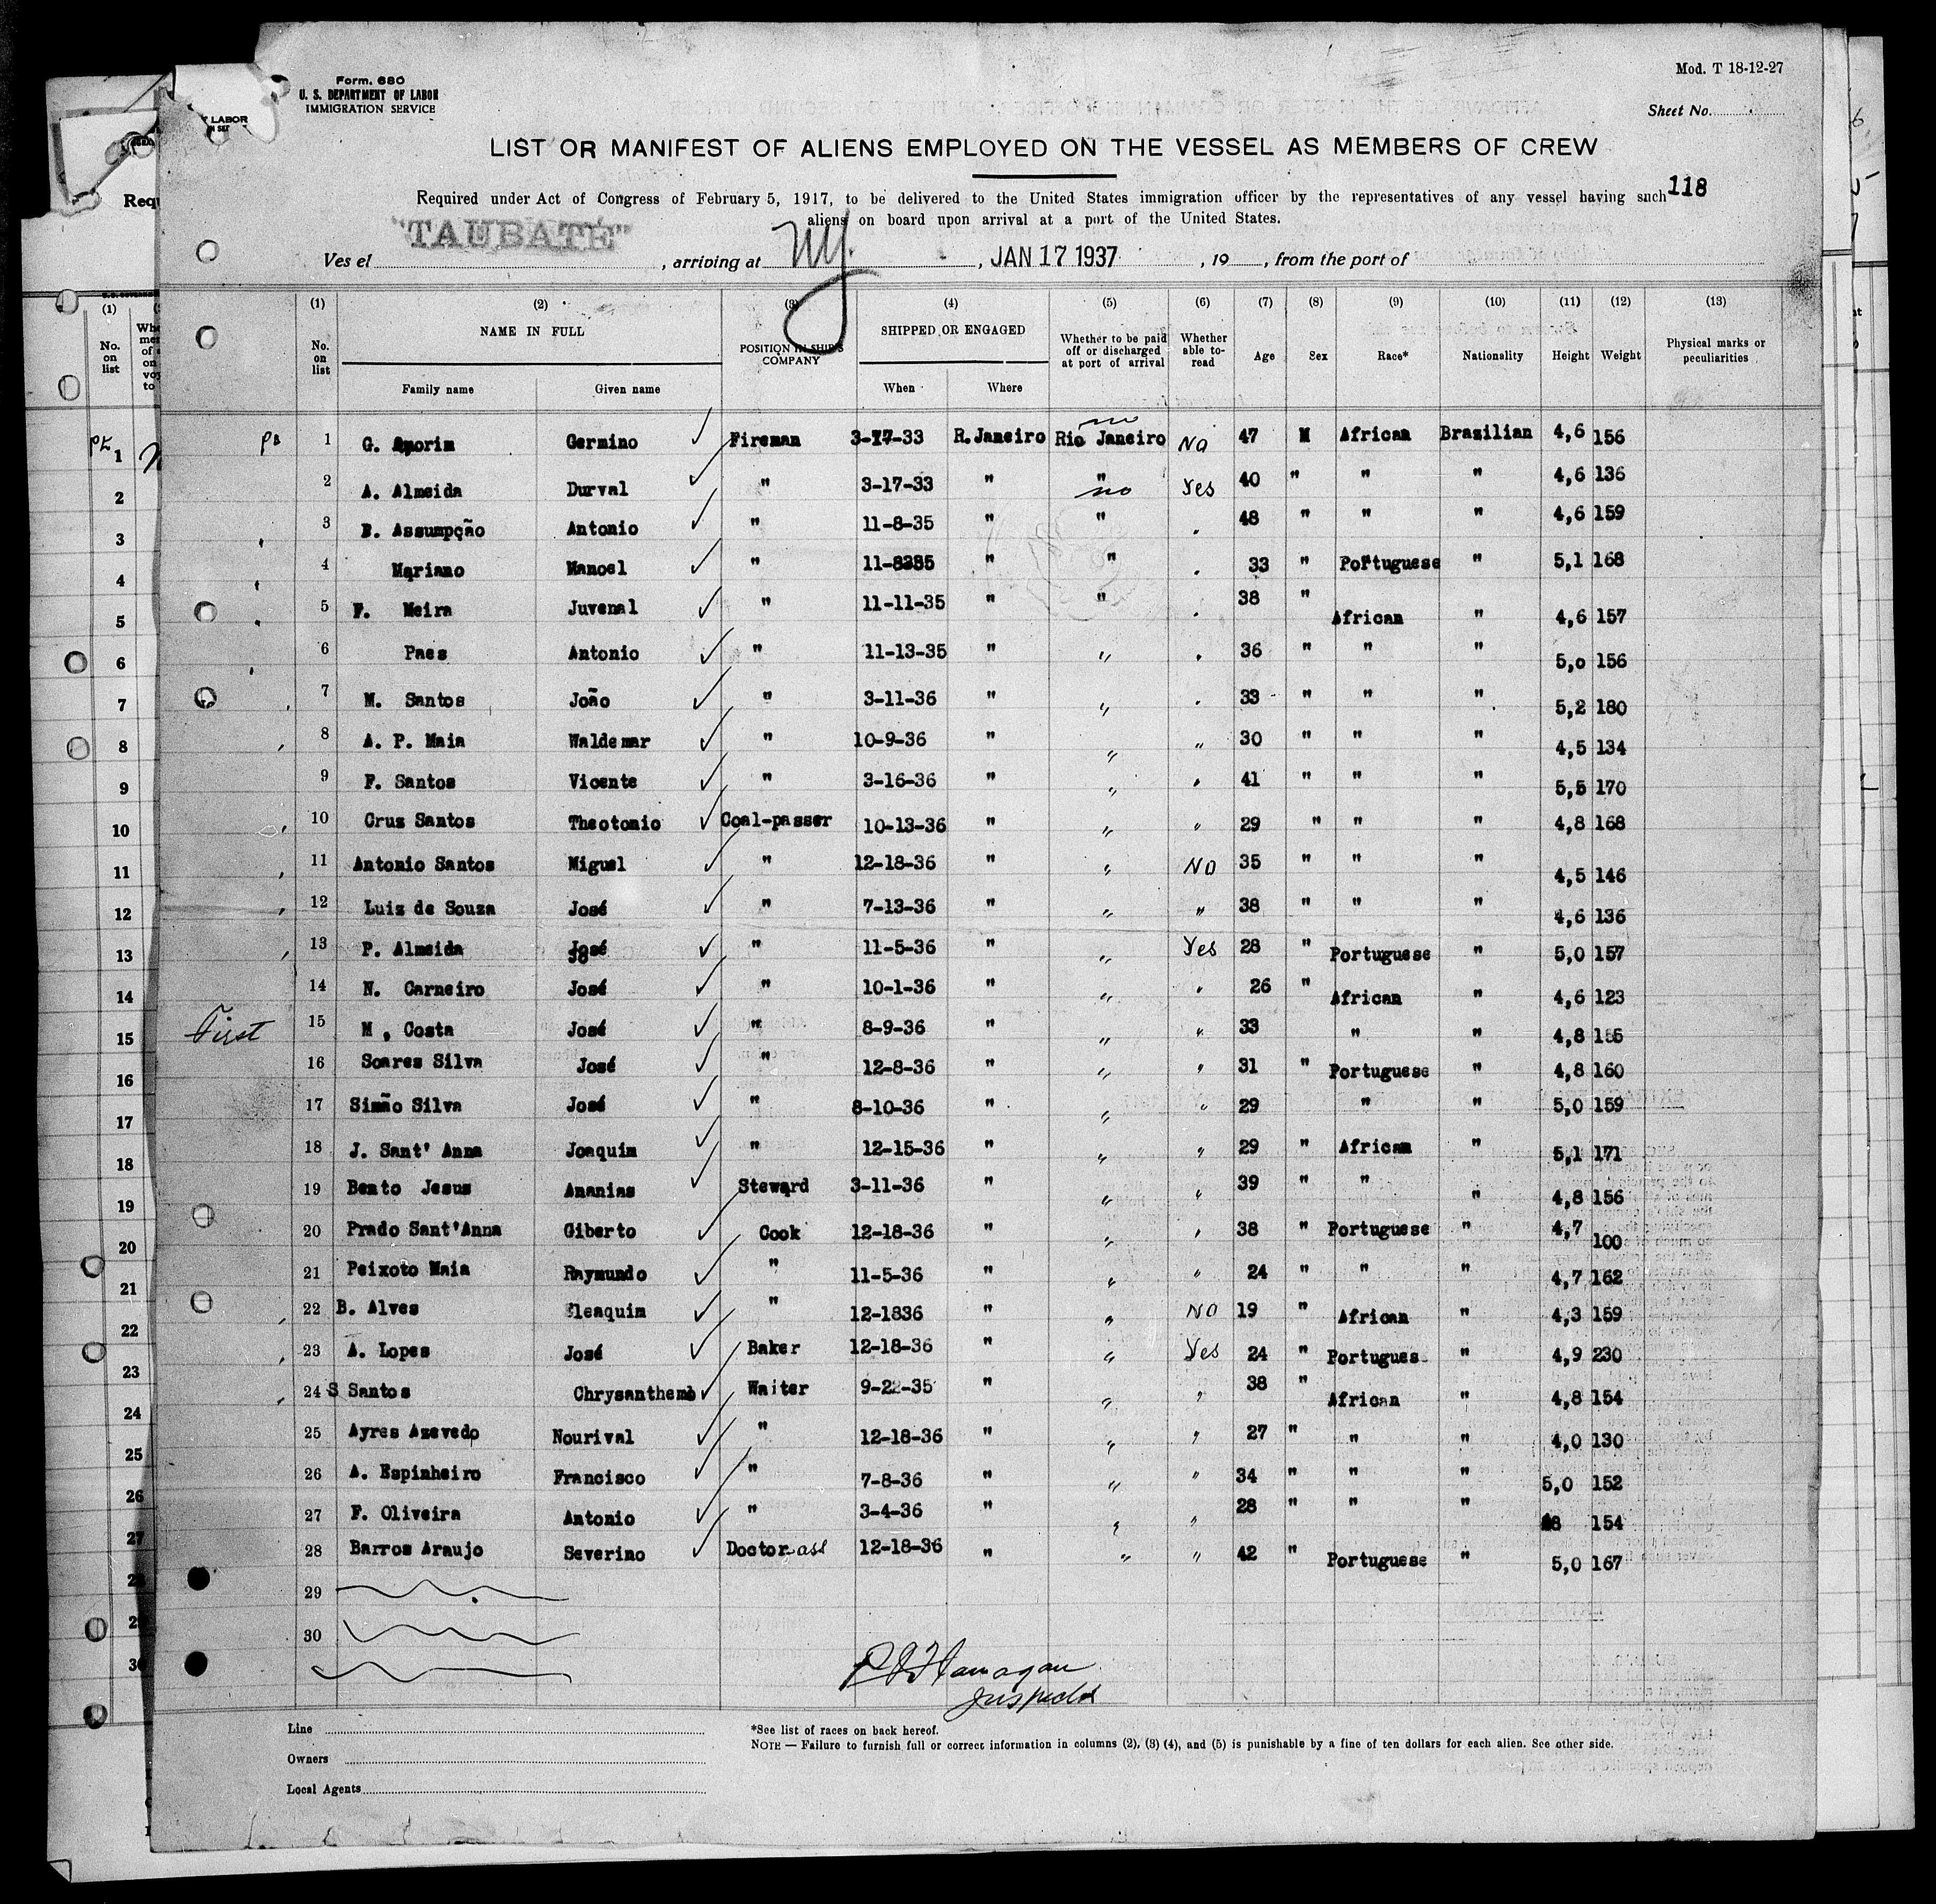 Form. 680
U. S. DEPARTMENT OF LABOR
IMMIGRATION SERVICE
Mod. T 18-12-27
Sheet No.
LIST OR MANIFEST OF ALIENS EMPLOYED ON THE VESSEL AS MEMBERS OF CREW
118
Required under Act of Congress of February 5, 1917, to be delivered to the United States immigration officer by the representatives of any vessel having such
aliens on board upon arrival at a port of the United States.
"TAUBATE"
Ves el , arriving at NY. , JAN 17 1937 , 19 , from the port of
(1) (2) (3) (4) (5) (6) (7) (8) (9) (10) (11) (12) (13)
No. on list NAME IN FULL POSITION IN SHIP'S COMPANY SHIPPED OR ENGAGED Whether to be paid off or discharged at port of arrival Whether able to read Age Sex Race* Nationality Height Weight Physical marks or peculiarities
Family name Given name When Where
no
1 G. Amorim Germino Fireman 3-17-33 R. Janeiro Rio Janeiro No 47 M African Brazilian 4,6 156
2 A. Almeida Durval " 3-17-33 " " no Yes 40 " " " 4,6 136
3 B. Assumpção Antonio " 11-8-35 " " 48 " " " 4,6 159
4 Mariano Manoel " 11-8335 " " 33 " Portuguese " 5,1 168
5 F. Meira Juvenal " 11-11-35 " " 38 " African " 4,6 157
6 Paes Antonio " 11-13-35 " " 36 " " " 5,0 156
7 M. Santos João " 3-11-36 " " 33 " " " 5,2 180
8 A. P. Maia Waldemar " 10-9-36 " " " 30 " " " 4,5 134
9 F. Santos Vicente " 3-16-36 " " 41 " " " 5,5 170
10 Cruz Santos Theotonio Coal-passer 10-13-36 " " " 29 " " " 4,8 168
11 Antonio Santos Miguel " 12-18-36 " " NO 35 " " " 4,5 146
12 Luiz de Souza José " 7-13-36 " " " 38 " " " 4,6 136
13 P. Almeida José " 11-5-36 " " Yes 28 " Portuguese " 5,0 157
14 N. Carneiro José " 10-1-36 " " 26 " African " 4,6 123
First 15 M , Costa José " 8-9-36 " " " 33 " " 4,8 155
16 Soares Silva José " 12-8-36 " " 31 " Portuguese " 4,8 160
17 Simão Silva José " 8-10-36 " " " 29 " " 5,0 159
18 J. Sant' Anna Joaquim " 12-15-36 " " " 29 " African " 5,1 171
19 Bento Jesus Ananias Steward 3-11-36 " " " 39 " " " 4,8 156
20 Prado Sant'Anna Giberto Cook 12-18-36 " " 38 " Portuguese " 4,7 100
21 Peixoto Maia Raymundo " 11-5-36 " " " 24 " " " 4,7 162
22 B. Alves Eleaquim " 12-1836 " " NO 19 " African " 4,3 159
23 A. Lopes José Baker 12-18-36 " " Yes 24 " Portugues " 4,9 230
24 S Santos Chrysanthemo Waiter 9-22-35 " " " 38 " African " 4,8 154
25 Ayres Azevedo Nourival " 12-18-36 " " " 27 " " " 4,0 130
26 A. Espinheiro Francisco " 7-8-36 " " " 34 " " " 5,0 152
27 F. Oliveira Antonio " 3-4-36 " " " 28 " " " 154
28 Barros Araujo Severino Doctor asl 12-18-36 " " " 42 " Portuguese " 5,0 167
29
30
P J Flanagan
Inspector
Line
Owners
Local Agents
*See list of races on back hereof.
NOTE — Failure to furnish full or correct information in columns (2), (3) (4), and (5) is punishable by a fine of ten dollars for each alien. See other side.